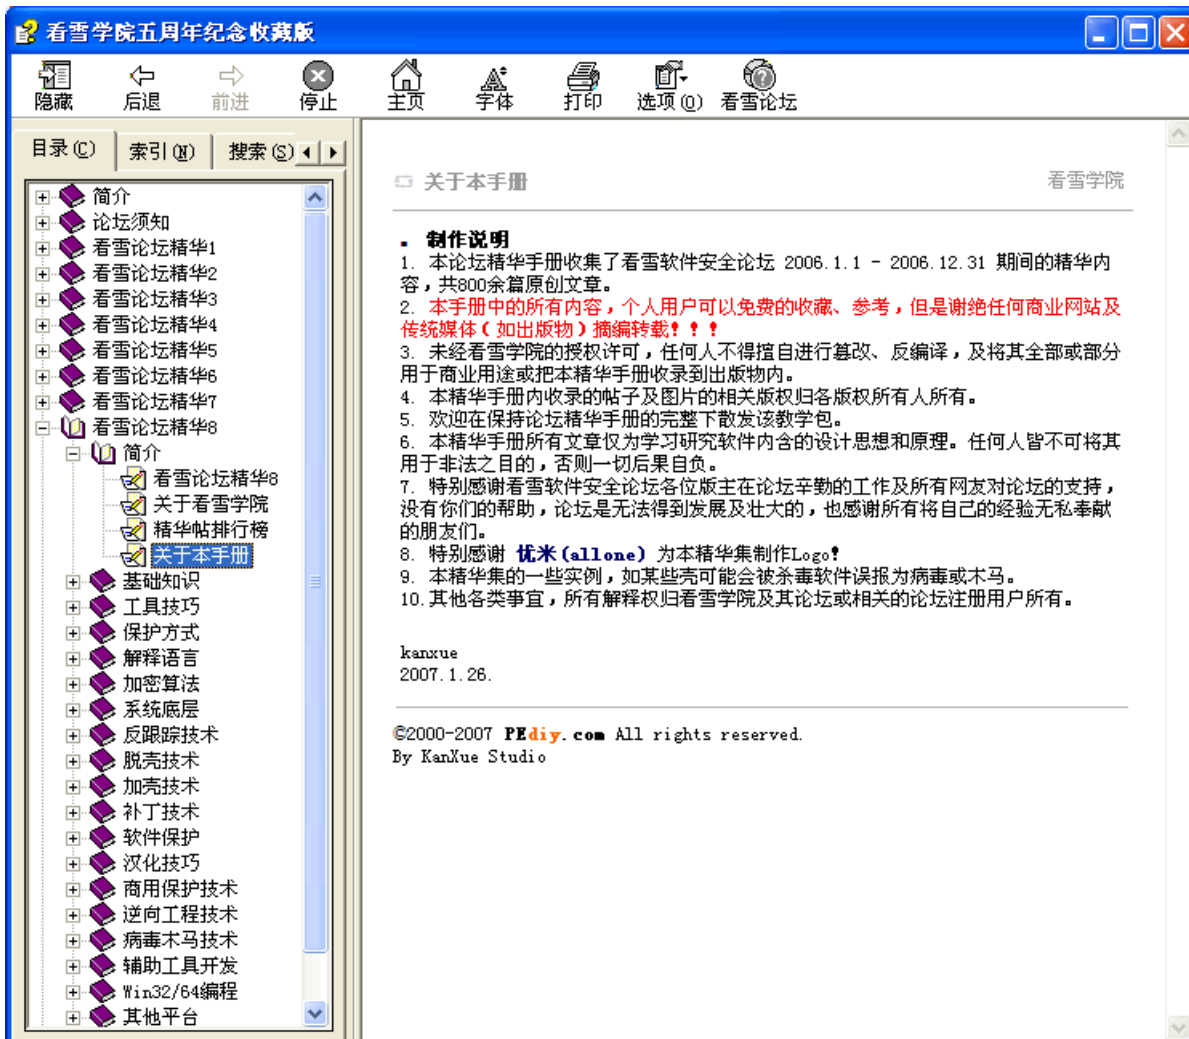 看雪学院五周年纪念收藏版
隐藏 后退 前进 停止 主页 字体 打印 选项(O) 看雪论坛
目录(C) 索引(N) 搜索(S)
简介
论坛须知
看雪论坛精华1
看雪论坛精华2
看雪论坛精华3
看雪论坛精华4
看雪论坛精华5
看雪论坛精华6
看雪论坛精华7
看雪论坛精华8
简介
看雪论坛精华8
关于看雪学院
精华帖排行榜
关于本手册
基础知识
工具技巧
保护方式
解释语言
加密算法
系统底层
反跟踪技术
脱壳技术
加壳技术
补丁技术
软件保护
汉化技巧
商用保护技术
逆向工程技术
病毒木马技术
辅助工具开发
Win32/64编程
其他平台
关于本手册 看雪学院
制作说明
1. 本论坛精华手册收集了看雪软件安全论坛 2006.1.1 - 2006.12.31 期间的精华内
容，共800余篇原创文章。
2. 本手册中的所有内容，个人用户可以免费的收藏、参考，但是谢绝任何商业网站及
传统媒体（如出版物）摘编转载！！！
3. 未经看雪学院的授权许可，任何人不得擅自进行篡改、反编译，及将其全部或部分
用于商业用途或把本精华手册收录到出版物内。
4. 本精华手册内收录的帖子及图片的相关版权归各版权所有人所有。
5. 欢迎在保持论坛精华手册的完整下散发该教学包。
6. 本精华手册所有文章仅为学习研究软件内含的设计思想和原理。任何人皆不可将其
用于非法之目的，否则一切后果自负。
7. 特别感谢看雪软件安全论坛各位版主在论坛辛勤的工作及所有网友对论坛的支持，
没有你们的帮助，论坛是无法得到发展及壮大的，也感谢所有将自己的经验无私奉献
的朋友们。
8. 特别感谢 忧米(allone) 为本精华集制作Logo！
9. 本精华集的一些实例，如某些壳可能会被杀毒软件误报为病毒或木马。
10.其他各类事宜，所有解释权归看雪学院及其论坛或相关的论坛注册用户所有。
kanxue
2007.1.26.
©2000-2007 PEdiy.com All rights reserved.
By KanXue Studio